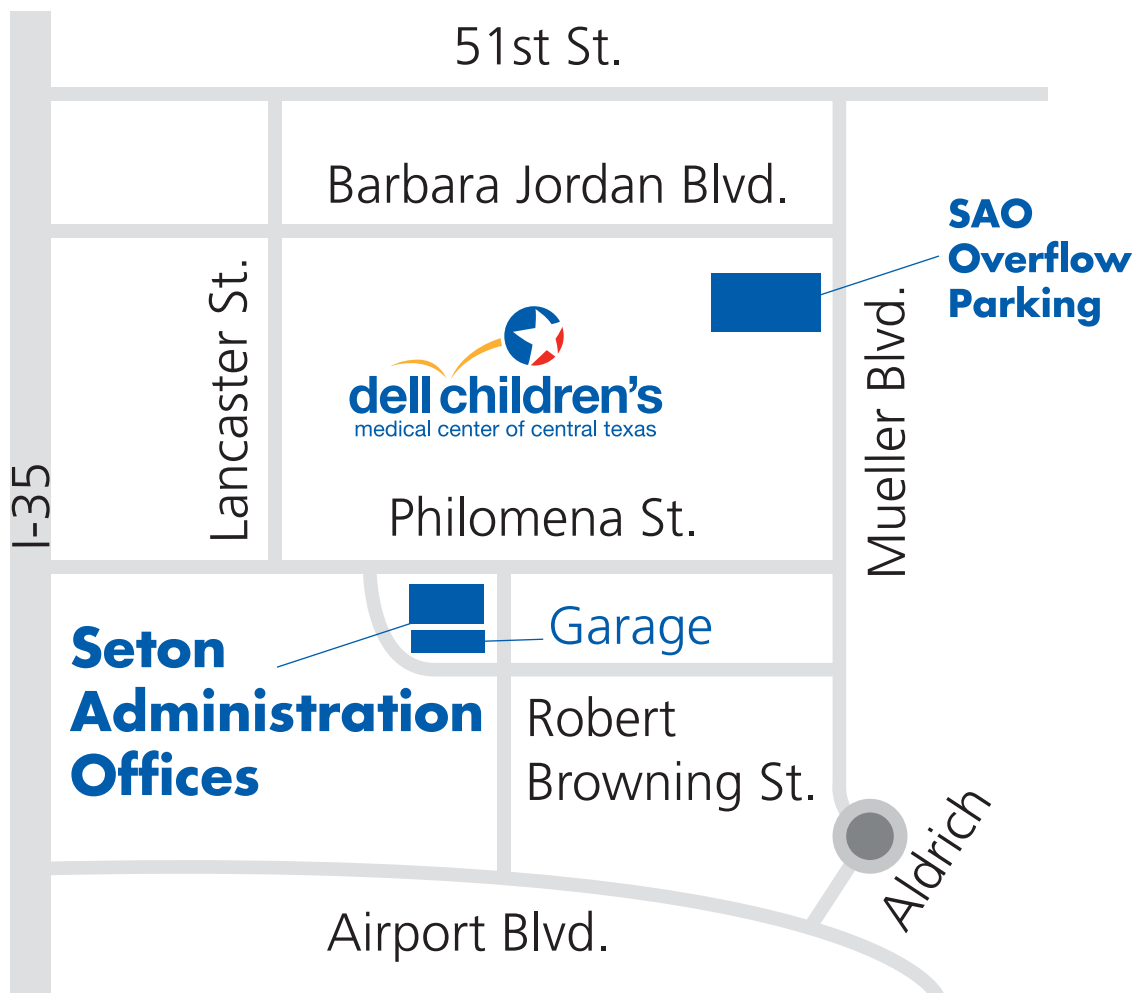 51st St.
Barbara Jordan Blvd.
SAO
Overflow
Parking
Lancaster St.
Mueller Blvd.
dell children's
medical center of central texas
I-35
Philomena St.
Garage
Seton
Administration
Offices
Robert
Browning St.
Aldrich
Airport Blvd.